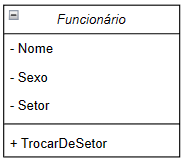 Funcionário
- Nome
- Sexo
- Setor
+ TrocarDeSetor